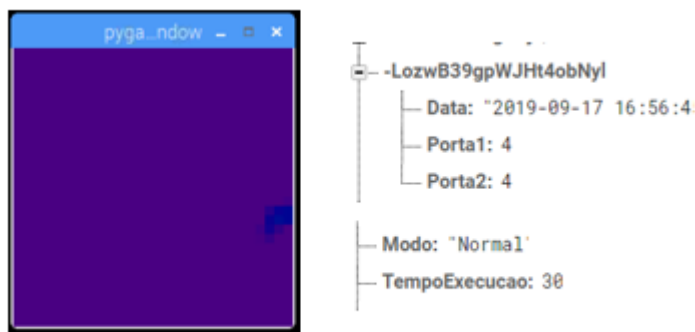 pyga…ndow
-LozwB39gpWJHt4obNyl
Data: "2019-09-17 16:56:4
Porta1: 4
Porta2: 4
Modo: "Normal"
TempoExecucao: 30